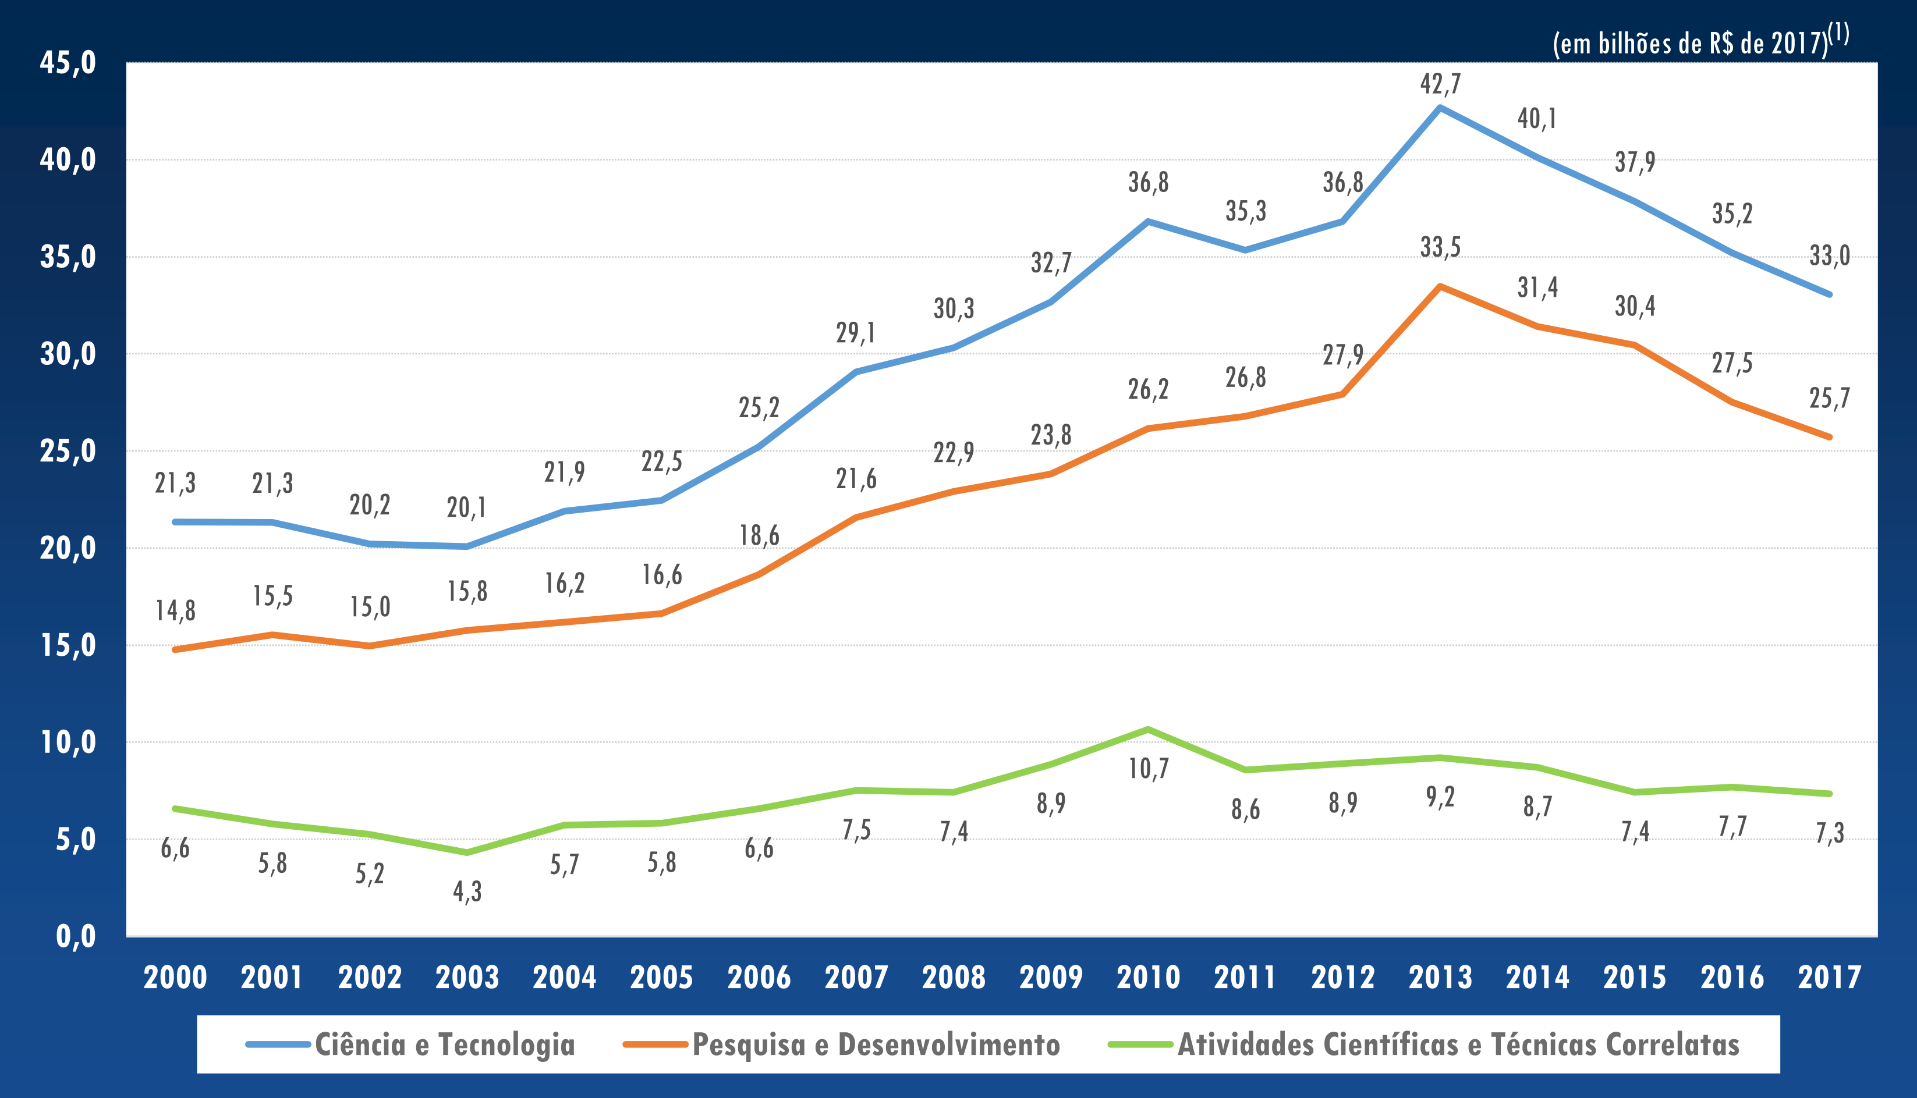 (em bilhões de R$ de 2017)(1)
45,0
40,0
35,0
30,0
25,0
20,0
15,0
10,0
5,0
0,0
21,3 21,3 20,2 20,1 21,9 22,5 25,2 29,1 30,3 32,7 36,8 35,3 36,8 42,7 40,1 37,9 35,2 33,0
14,8 15,5 15,0 15,8 16,2 16,6 18,6 21,6 22,9 23,8 26,2 26,8 27,9 33,5 31,4 30,4 27,5 25,7
6,6 5,8 5,2 4,3 5,7 5,8 6,6 7,5 7,4 8,9 10,7 8,6 8,9 9,2 8,7 7,4 7,7 7,3
2000 2001 2002 2003 2004 2005 2006 2007 2008 2009 2010 2011 2012 2013 2014 2015 2016 2017
Ciência e Tecnologia Pesquisa e Desenvolvimento Atividades Científicas e Técnicas Correlatas